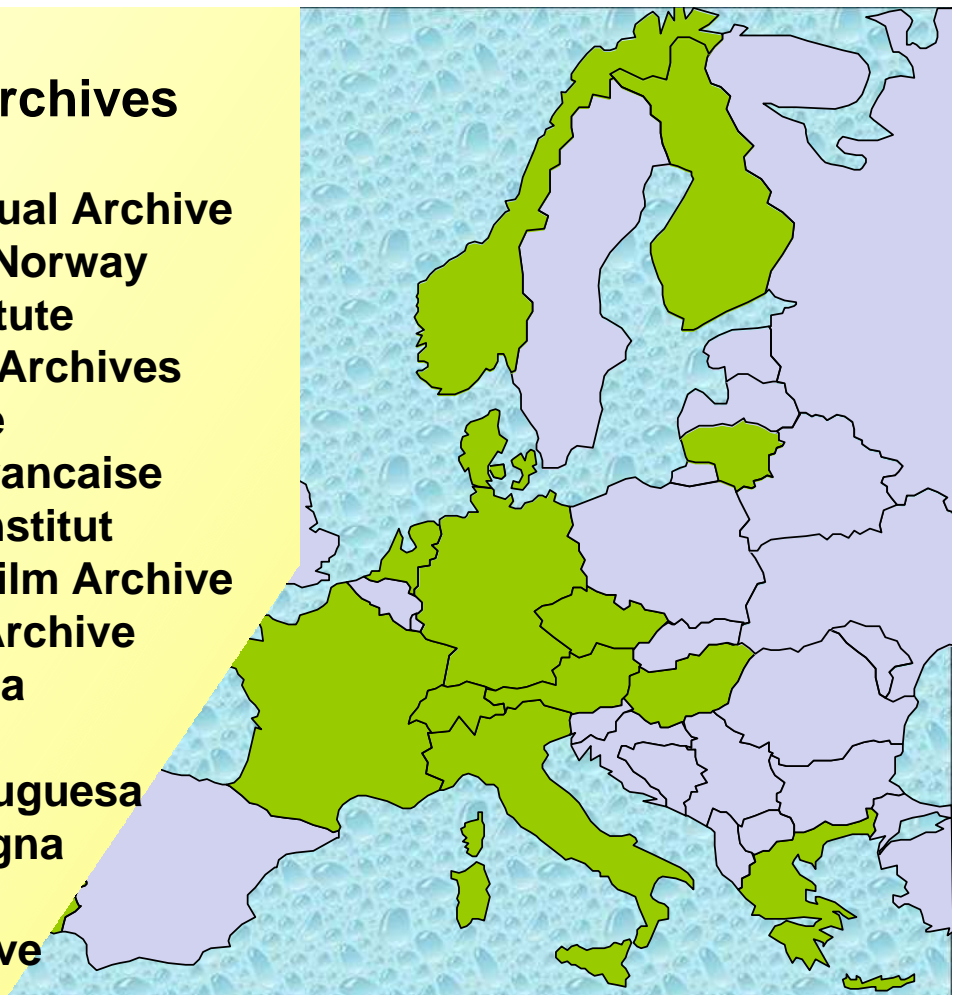 rchives
ual Archive
Norway
tute
Archives
e
ancaise
nstitut
ilm Archive
Archive
a
uguesa
gna
ve